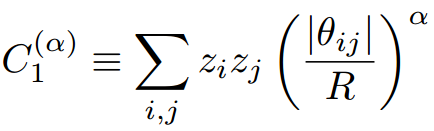 C_1^{(\alpha)} \equiv \sum_{i,j} z_i z_j \left( \frac{|\theta_{ij}|}{R} \right)^\alpha